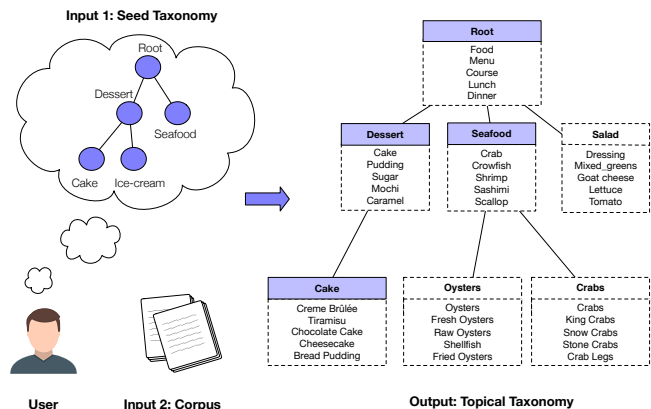 Input 1: Seed Taxonomy
Root
Dessert
Seafood
Cake
Ice-cream
User
Input 2: Corpus
Root
Food
Menu
Course
Lunch
Dinner
Dessert
Cake
Pudding
Sugar
Mochi
Caramel
Seafood
Crab
Crowfish
Shrimp
Sashimi
Scallop
Salad
Dressing
Mixed_greens
Goat cheese
Lettuce
Tomato
Cake
Creme Brûlée
Tiramisu
Chocolate Cake
Cheesecake
Bread Pudding
Oysters
Oysters
Fresh Oysters
Raw Oysters
Shellfish
Fried Oysters
Crabs
Crabs
King Crabs
Snow Crabs
Stone Crabs
Crab Legs
Output: Topical Taxonomy